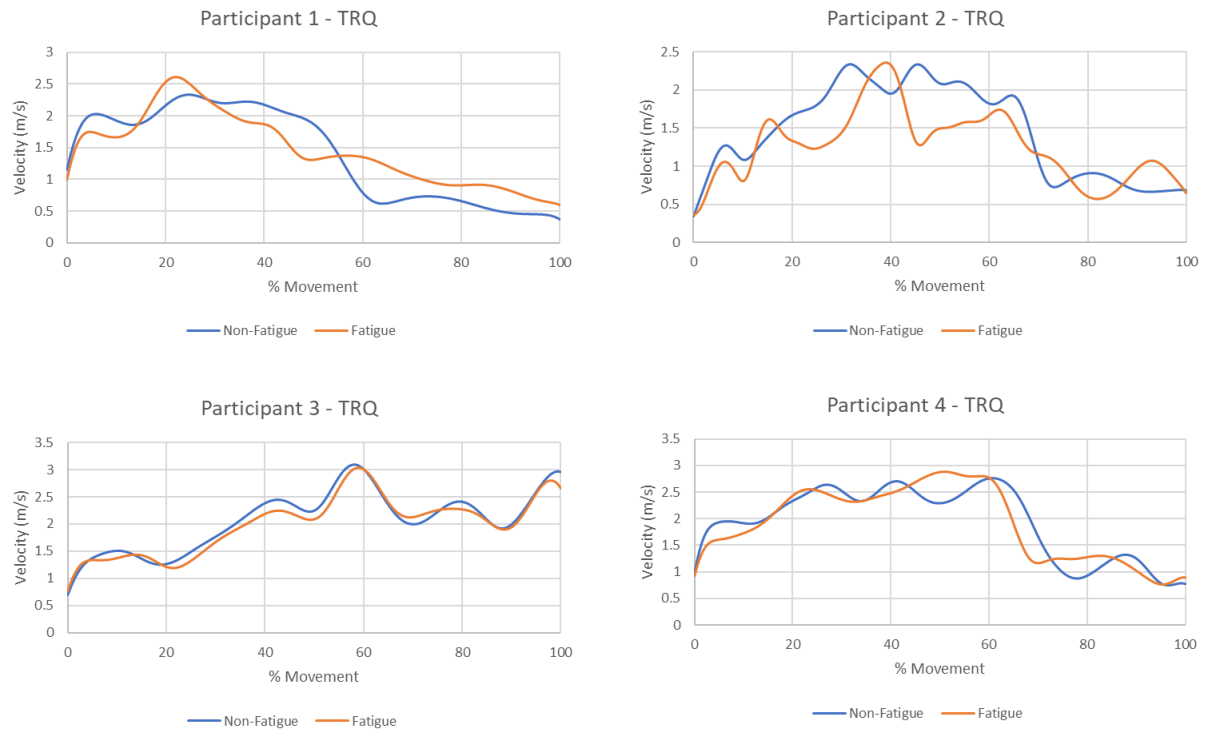 Participant 1 - TRQ
Velocity (m/s)
3
2.5
2
1.5
1
0.5
0
0 20 40 60 80 100
% Movement
Non-Fatigue Fatigue
Participant 2 - TRQ
Velocity (m/s)
2.5
2
1.5
1
0.5
0
0 20 40 60 80 100
% Movement
Non-Fatigue Fatigue
Participant 3 - TRQ
Velocity (m/s)
3.5
3
2.5
2
1.5
1
0.5
0
0 20 40 60 80 100
% Movement
Non-Fatigue Fatigue
Participant 4 - TRQ
Velocity (m/s)
3.5
3
2.5
2
1.5
1
0.5
0
0 20 40 60 80 100
% Movement
Non-Fatigue Fatigue